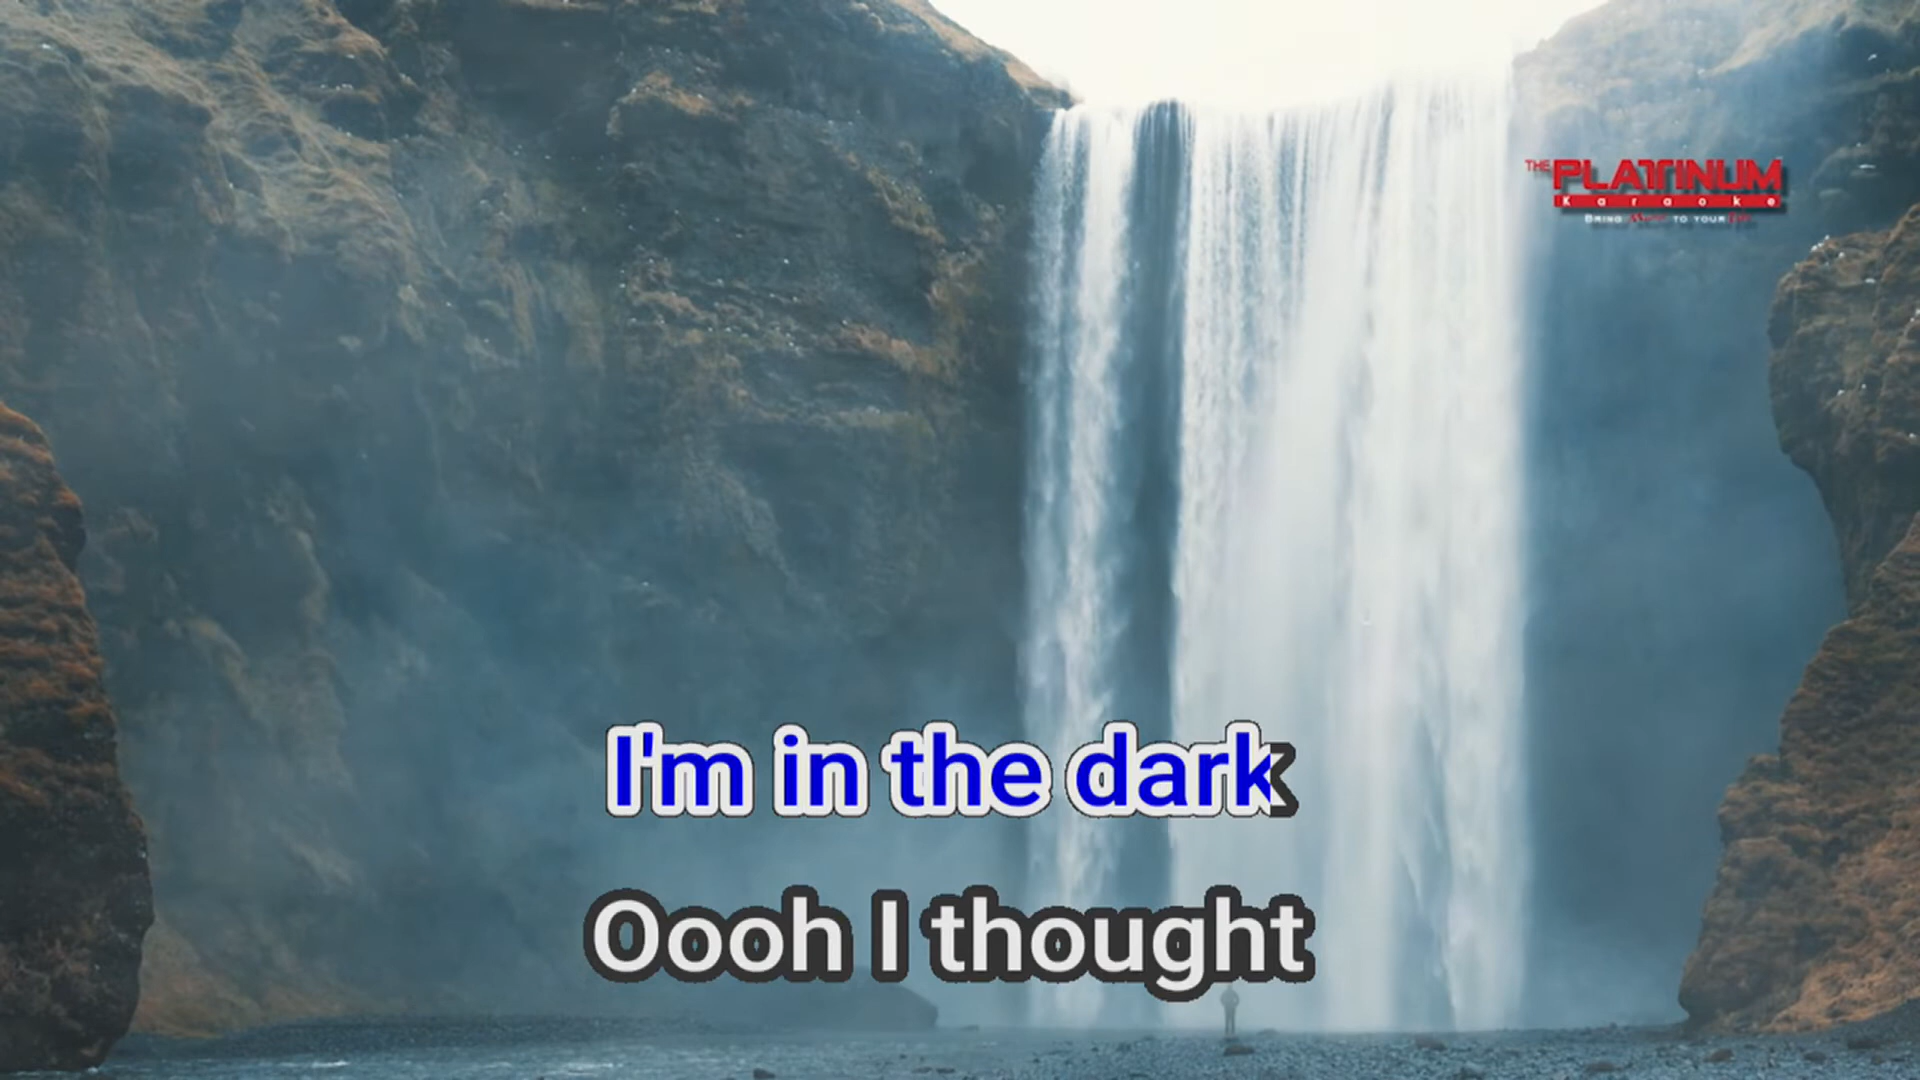 THE PLATINUM
Karaoke
BRING Music TO YOUR Life
I'm in the dark
Oooh I thought